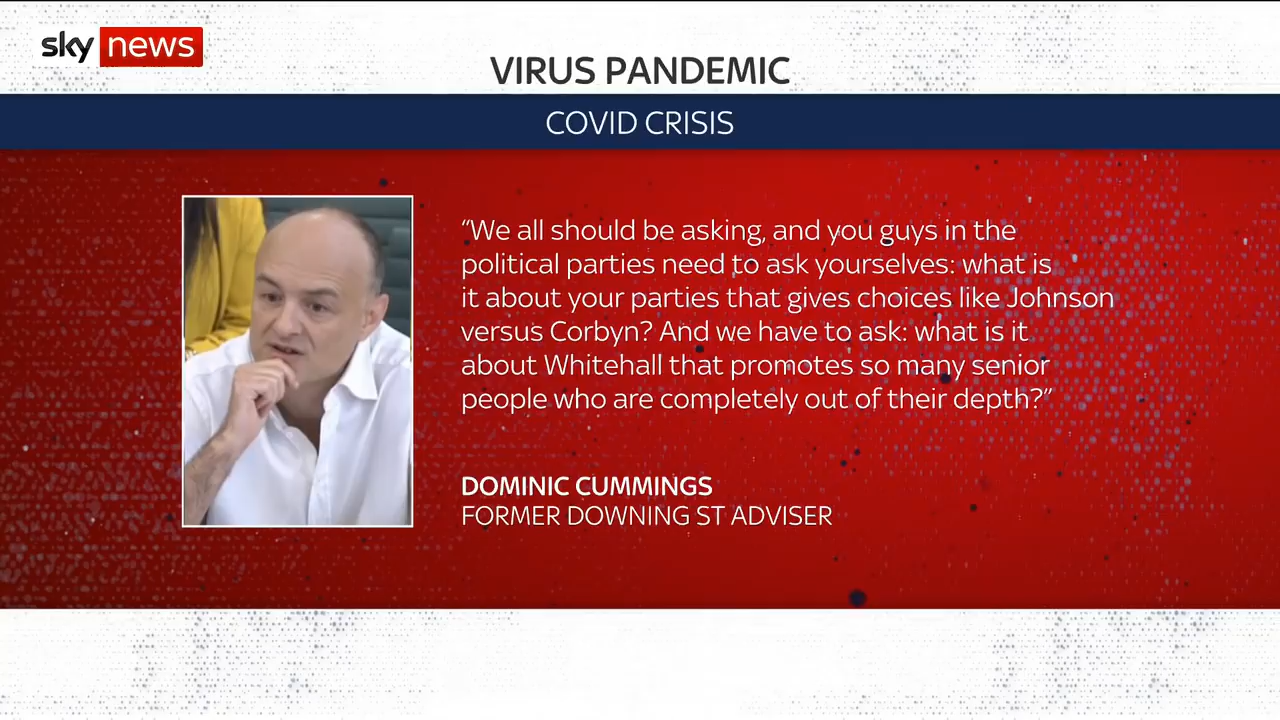 sky news
VIRUS PANDEMIC
COVID CRISIS
“We all should be asking, and you guys in the
political parties need to ask yourselves: what is
it about your parties that gives choices like Johnson
versus Corbyn? And we have to ask: what is it
about Whitehall that promotes so many senior
people who are completely out of their depth?”
DOMINIC CUMMINGS
FORMER DOWNING ST ADVISER